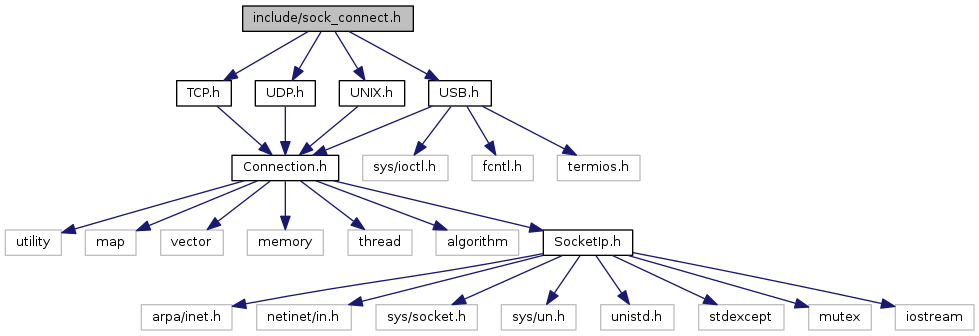 include/sock_connect.h
TCP.h
UDP.h
UNIX.h
USB.h
Connection.h
sys/ioctl.h
fcntl.h
termios.h
utility
map
vector
memory
thread
algorithm
SocketIp.h
arpa/inet.h
netinet/in.h
sys/socket.h
sys/un.h
unistd.h
stdexcept
mutex
iostream